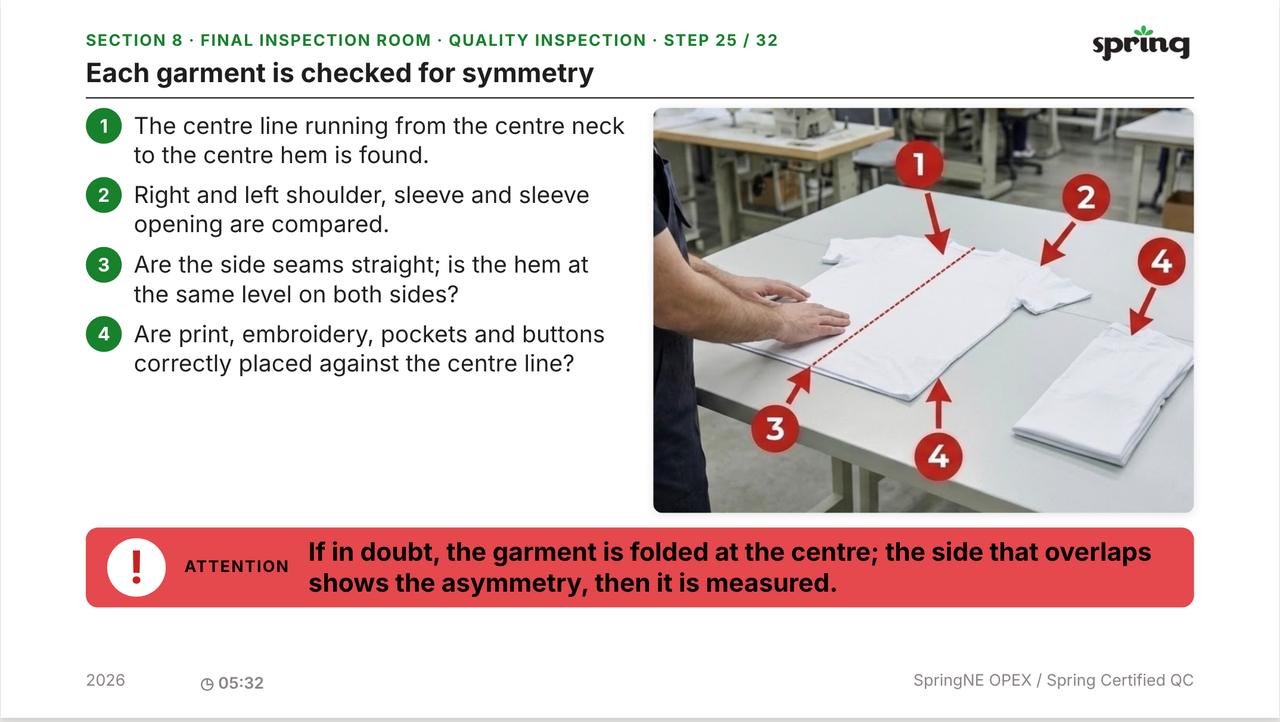 SECTION 8 · FINAL INSPECTION ROOM · QUALITY INSPECTION · STEP 25 / 32
spring
Each garment is checked for symmetry
1 The centre line running from the centre neck
to the centre hem is found.
2 Right and left shoulder, sleeve and sleeve
opening are compared.
3 Are the side seams straight; is the hem at
the same level on both sides?
4 Are print, embroidery, pockets and buttons
correctly placed against the centre line?
1
2
4
3
4
! ATTENTION If in doubt, the garment is folded at the centre; the side that overlaps
shows the asymmetry, then it is measured.
2026
05:32
SpringNE OPEX / Spring Certified QC